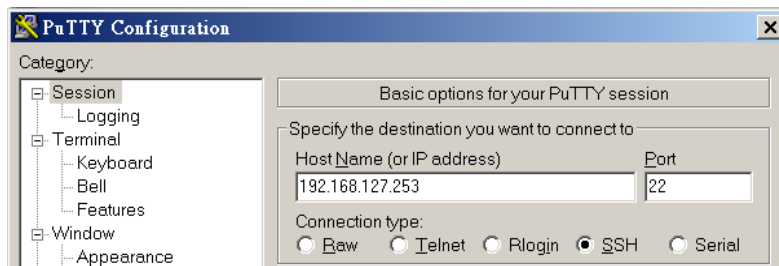 PuTTY Configuration
Category:
Session
Logging
Terminal
Keyboard
Bell
Features
Window
Appearance
Basic options for your PuTTY session
Specify the destination you want to connect to
Host Name (or IP address) Port
192.168.127.253 22
Connection type:
Raw Telnet Rlogin SSH Serial